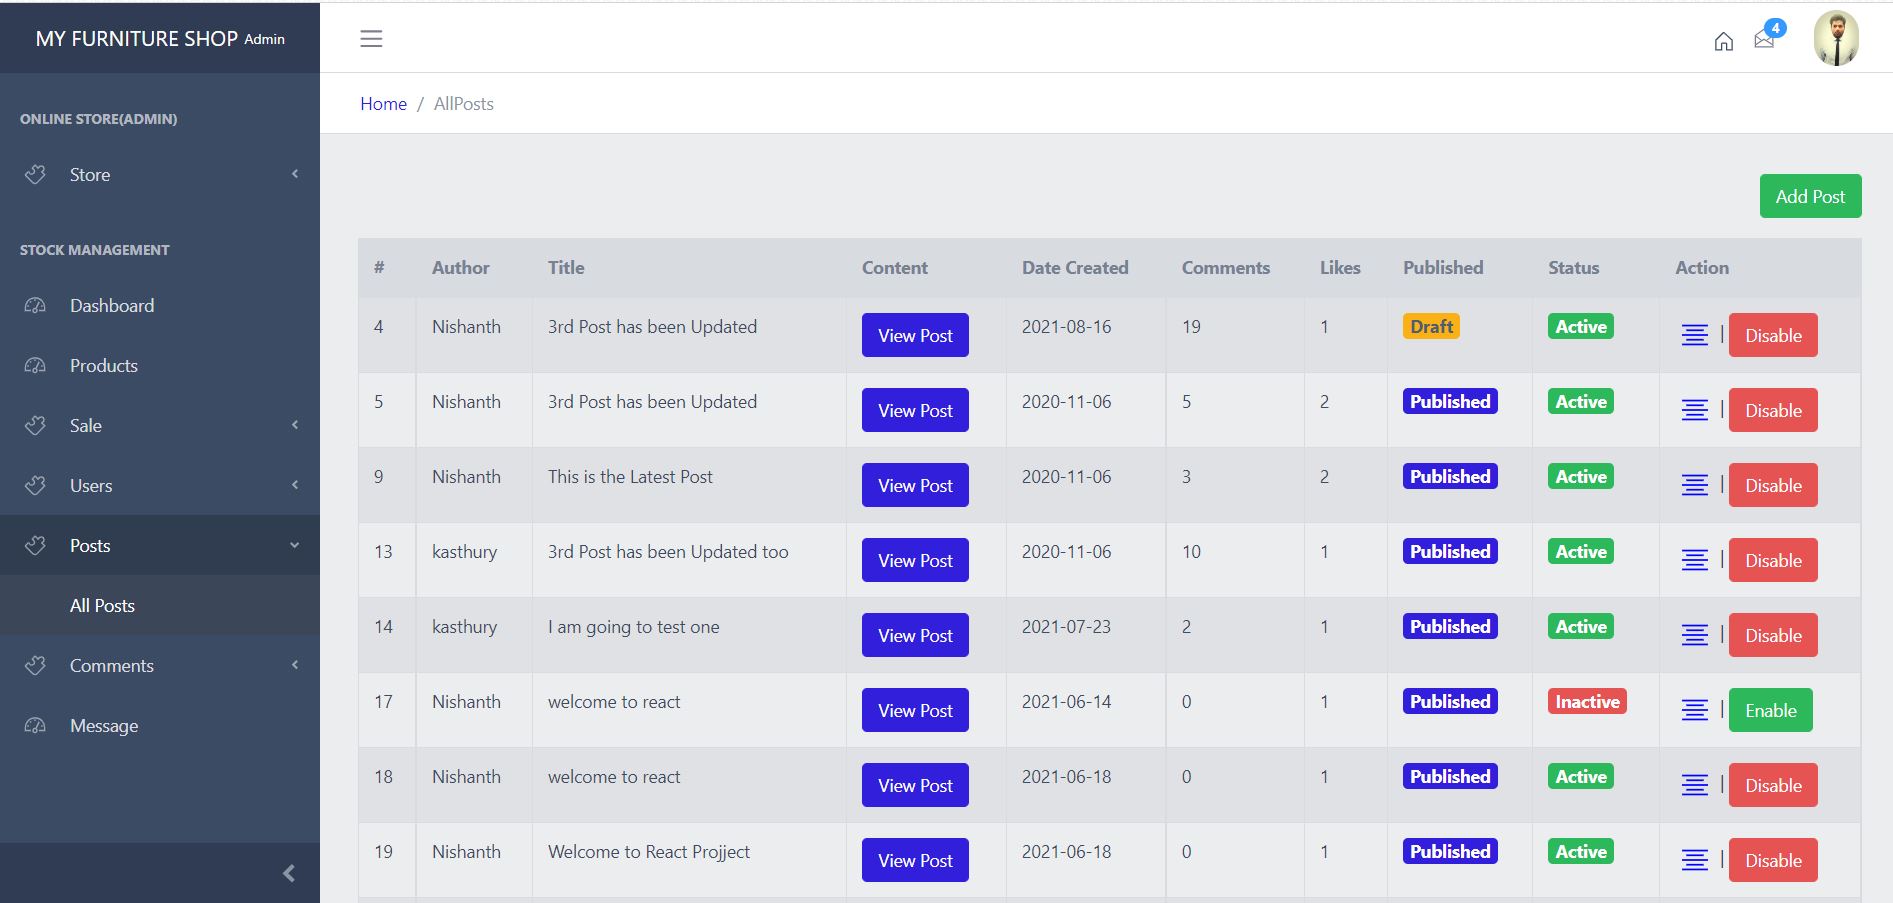 MY FURNITURE SHOP Admin
4
Home / AllPosts
ONLINE STORE(ADMIN)
Store
STOCK MANAGEMENT
Dashboard
Products
Sale
Users
Posts
All Posts
Comments
Message
Add Post
# Author Title Content Date Created Comments Likes Published Status Action
4 Nishanth 3rd Post has been Updated View Post 2021-08-16 19 1 Draft Active | Disable
5 Nishanth 3rd Post has been Updated View Post 2020-11-06 5 2 Published Active | Disable
9 Nishanth This is the Latest Post View Post 2020-11-06 3 2 Published Active | Disable
13 kasthury 3rd Post has been Updated too View Post 2020-11-06 10 1 Published Active | Disable
14 kasthury I am going to test one View Post 2021-07-23 2 1 Published Active | Disable
17 Nishanth welcome to react View Post 2021-06-14 0 1 Published Inactive | Enable
18 Nishanth welcome to react View Post 2021-06-18 0 1 Published Active | Disable
19 Nishanth Welcome to React Projject View Post 2021-06-18 0 1 Published Active | Disable